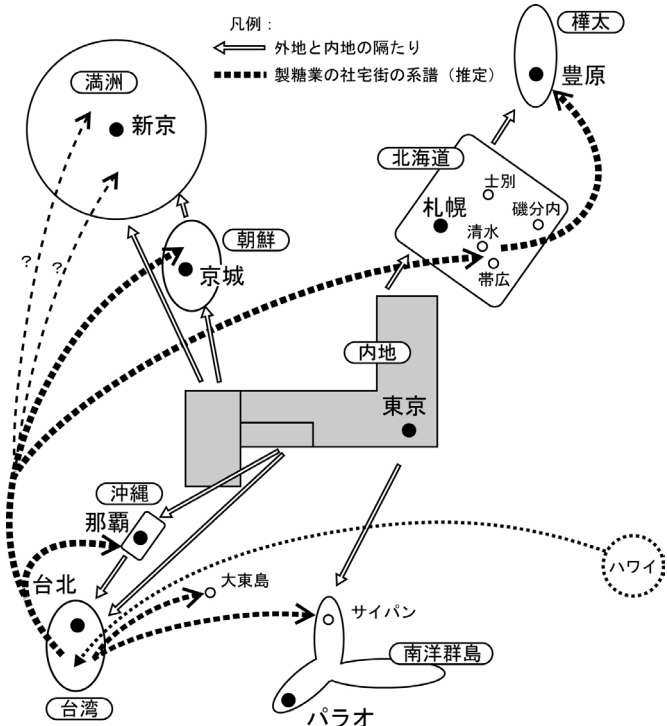 凡例：
外地と内地の隔たり
製糖業の社宅街の系譜（推定）
樺太
豊原
満洲
新京
北海道
士別
札幌
磯分内
清水
帯広
朝鮮
京城
?
?
内地
東京
沖縄
那覇
ハワイ
台北
大東島
サイパン
南洋群島
台湾
パラオ